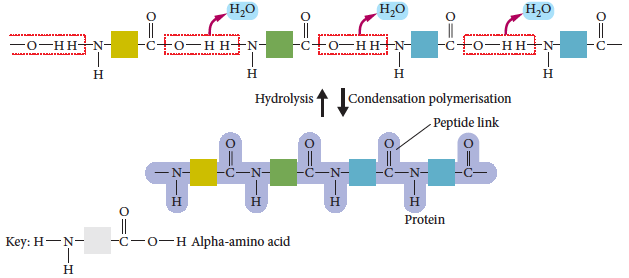 H₂O H₂O H₂O
O O O O
—O—H H—N— —C—O—H H—N— —C—O—H H—N— —C—O—H H—N— —C—
H H H H
Hydrolysis Condensation polymerisation
Peptide link
O O O O
—N— —C—N— —C—N— —C—N— —C—
H H H H
Protein
O
Key: H—N— —C—O—H Alpha-amino acid
H